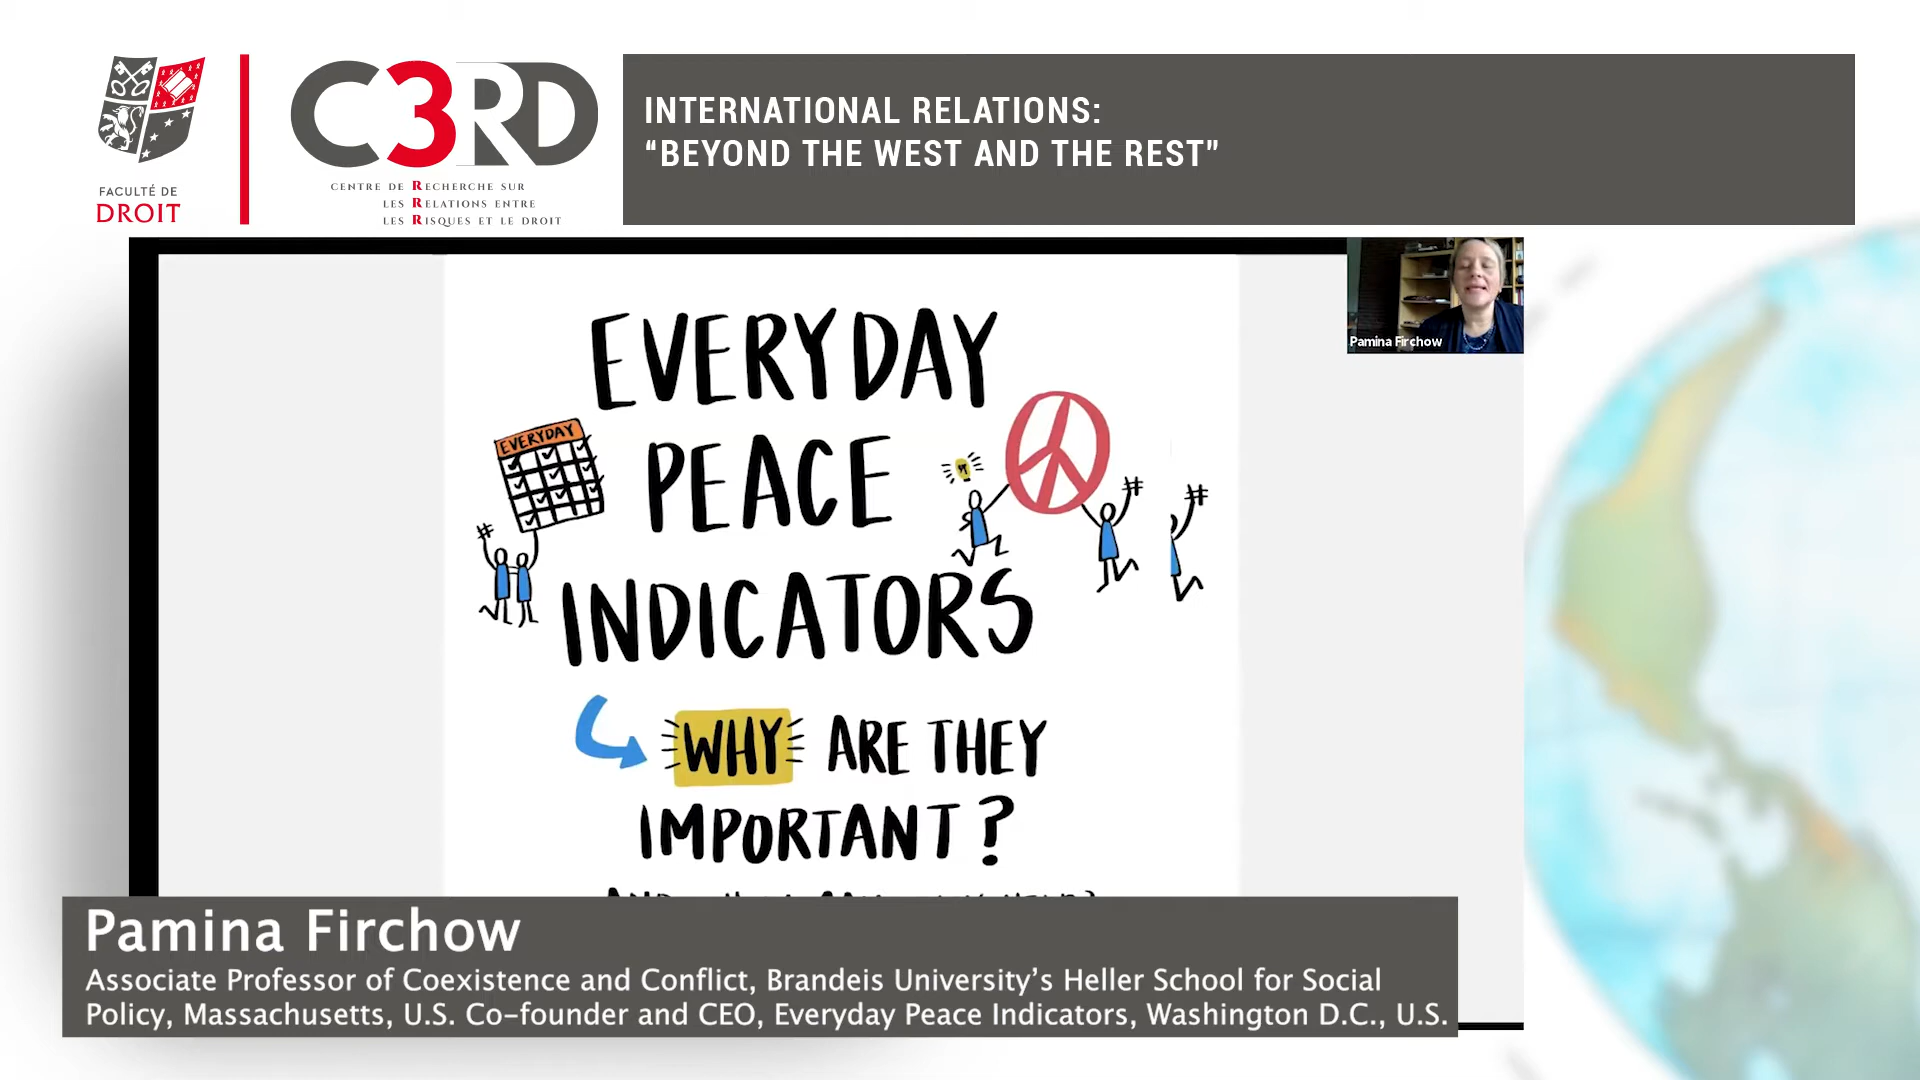 FACULTÉ DE
DROIT
C3RD
CENTRE DE RECHERCHE SUR
LES RELATIONS ENTRE
LES RISQUES ET LE DROIT
INTERNATIONAL RELATIONS:
“BEYOND THE WEST AND THE REST”
Pamina Firchow
EVERYDAY
PEACE
INDICATORS
EVERYDAY
WHY ARE THEY
IMPORTANT?
Pamina Firchow
Associate Professor of Coexistence and Conflict, Brandeis University’s Heller School for Social
Policy, Massachusetts, U.S. Co-founder and CEO, Everyday Peace Indicators, Washington D.C., U.S.